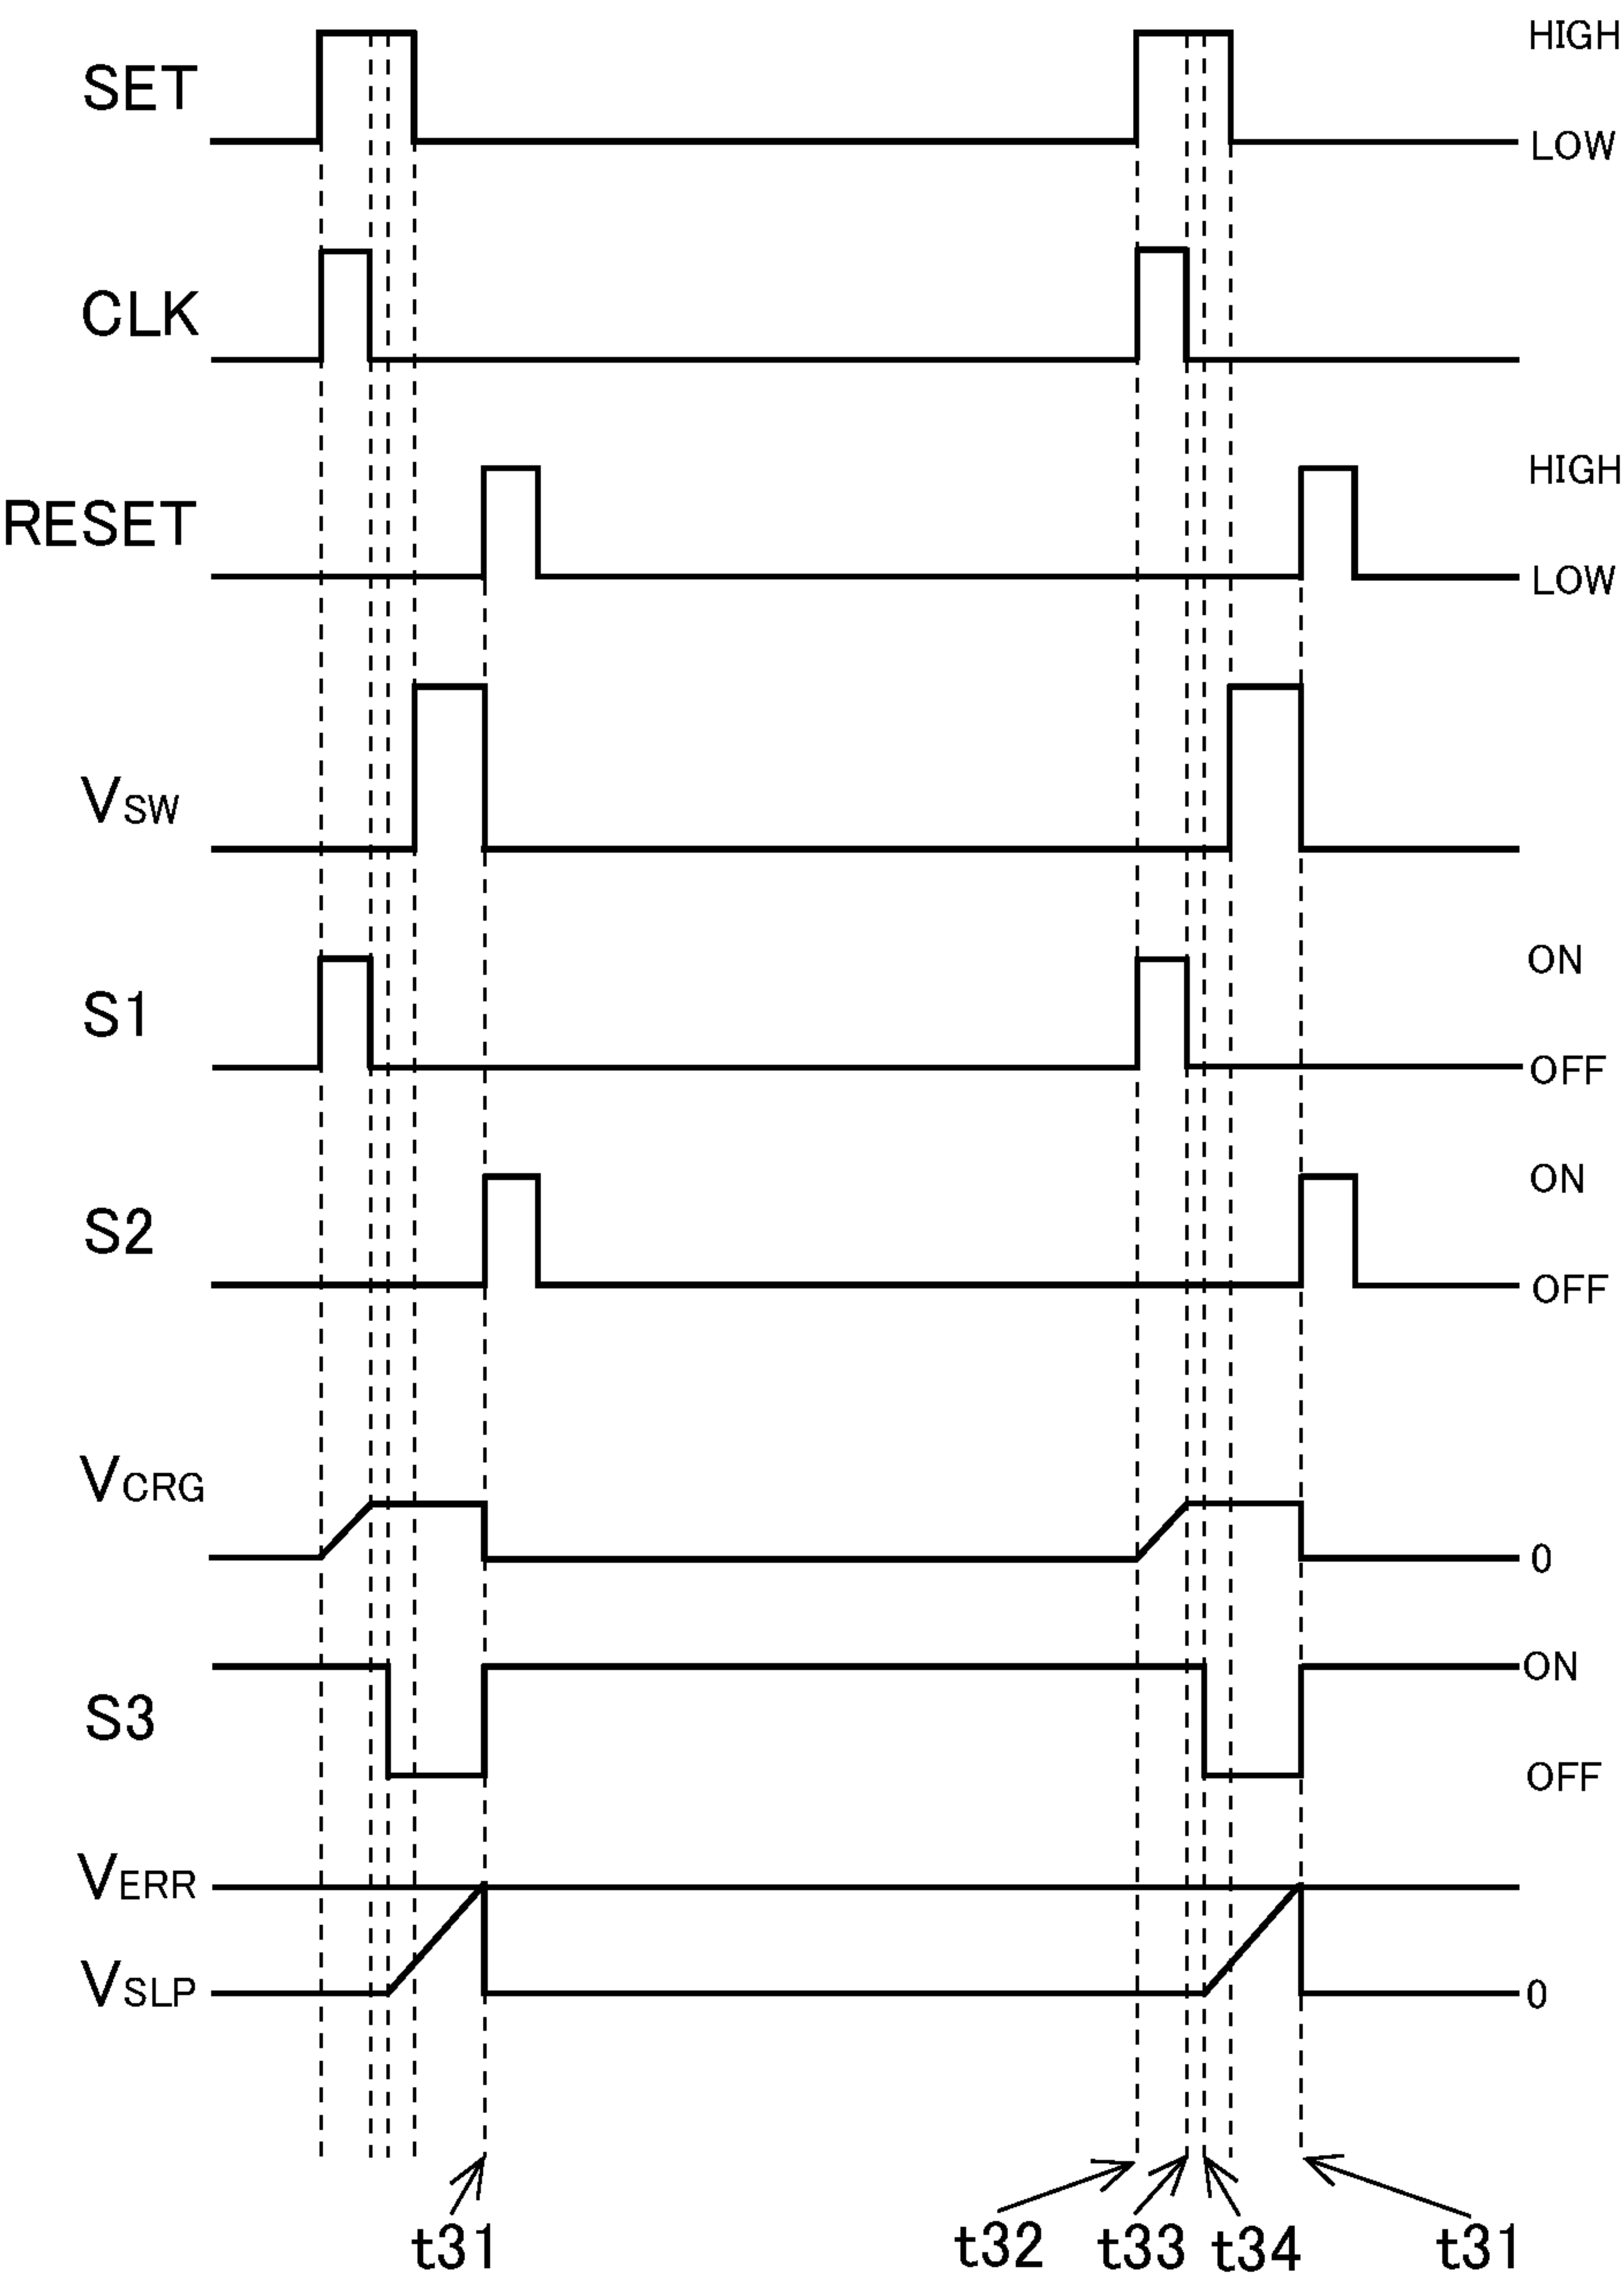 HIGH
SET
LOW
CLK
HIGH
RESET
LOW
VSW
ON
S1
OFF
ON
S2
OFF
VCRG
0
ON
S3
OFF
VERR
VSLP
0
t31 t32 t33 t34 t31